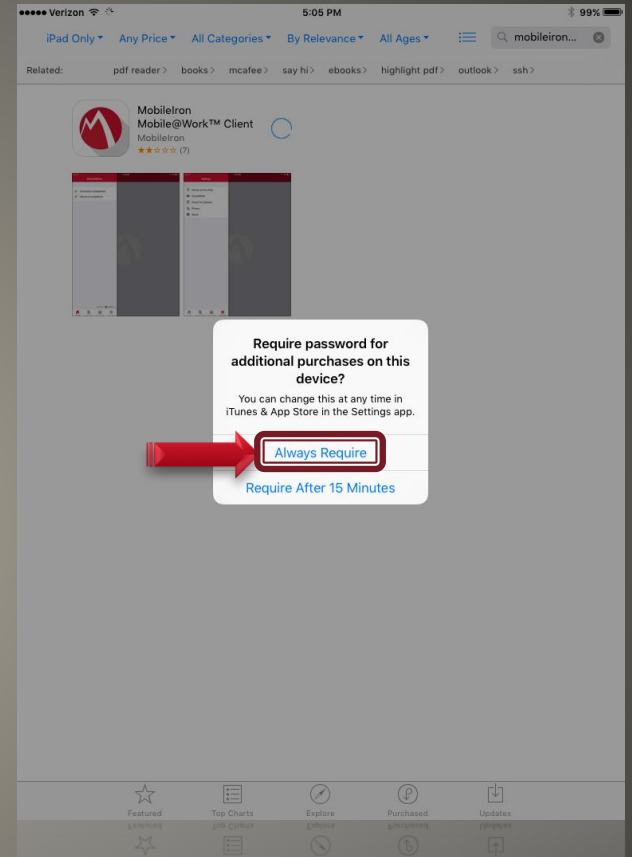 Verizon 5:05 PM 99%
iPad Only Any Price All Categories By Relevance All Ages mobileiron...
Related: pdf reader > books > mcafee > say hi > ebooks > highlight pdf > outlook > ssh >
MobileIron
Mobile@Work™ Client
MobileIron
★★☆☆☆ (7)
Require password for
additional purchases on this
device?
You can change this at any time in
iTunes & App Store in the Settings app.
Always Require
Require After 15 Minutes
Featured Top Charts Explore Purchased Updates